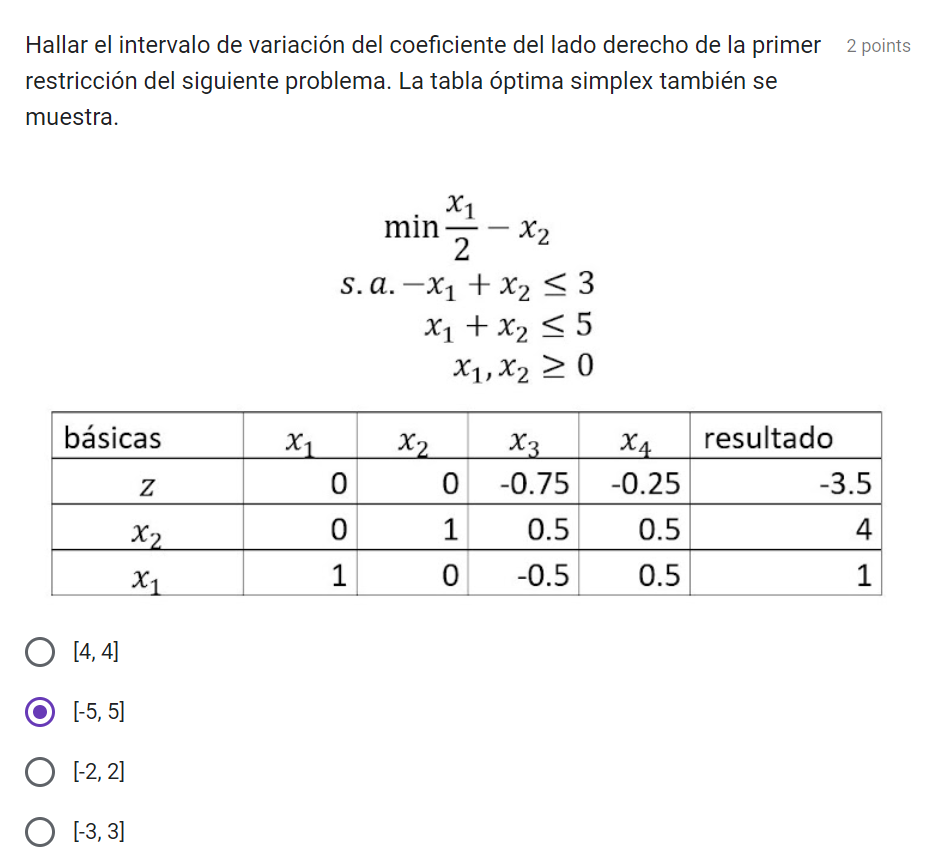 Hallar el intervalo de variación del coeficiente del lado derecho de la primer 2 points
restricción del siguiente problema. La tabla óptima simplex también se
muestra.
min x₁/2 − x₂
s. a. −x₁ + x₂ ≤ 3
x₁ + x₂ ≤ 5
x₁, x₂ ≥ 0
básicas x₁ x₂ x₃ x₄ resultado
z 0 0 -0.75 -0.25 -3.5
x₂ 0 1 0.5 0.5 4
x₁ 1 0 -0.5 0.5 1
[4, 4]
[-5, 5]
[-2, 2]
[-3, 3]